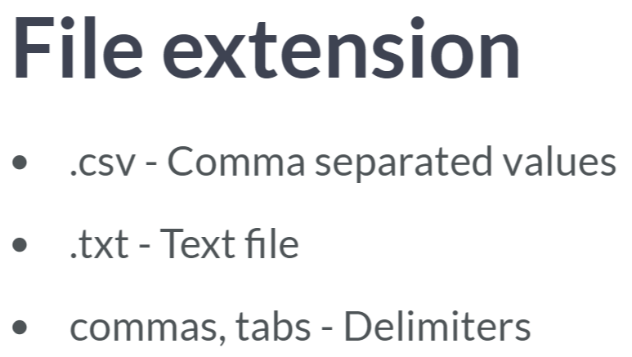 File extension
• .csv - Comma separated values
• .txt - Text file
• commas, tabs - Delimiters